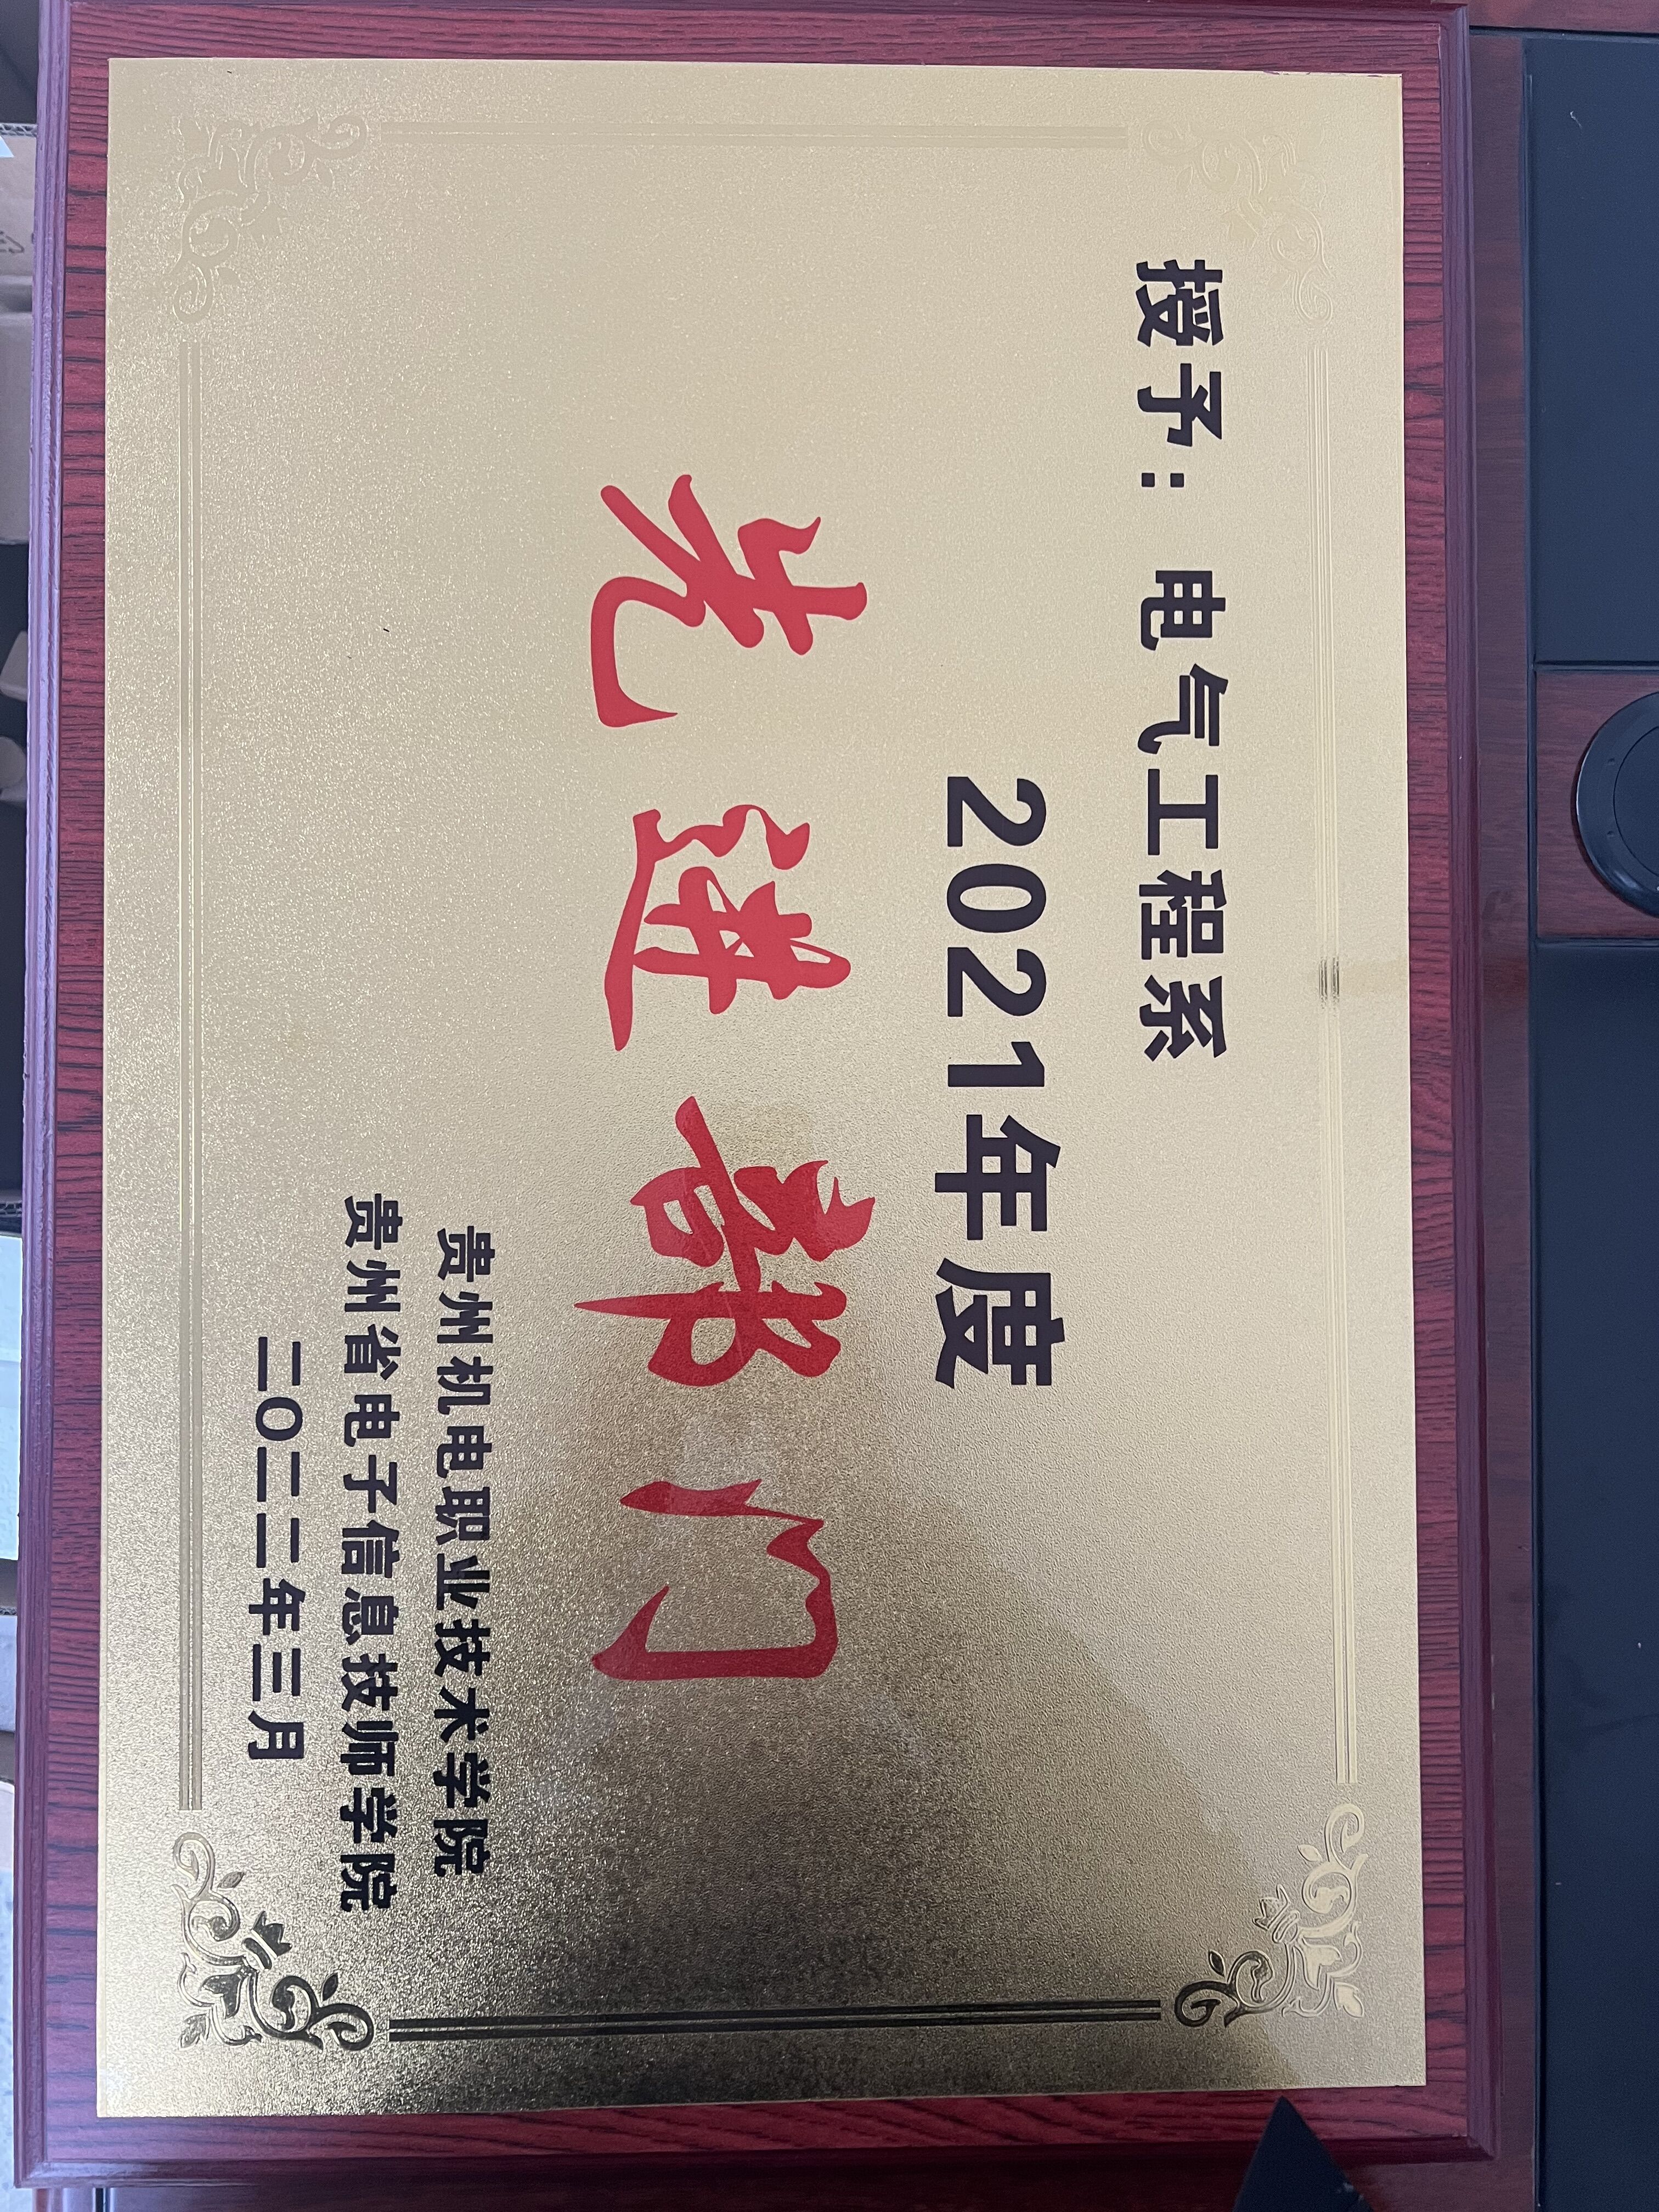 授予：电气工程系
2021年度
先进部门
贵州机电职业技术学院
贵州省电子信息技师学院
二〇二二年三月